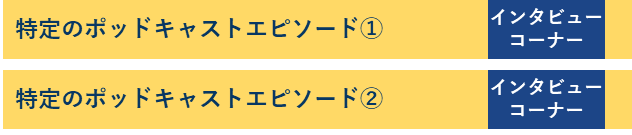 特定のポッドキャストエピソード①
インタビュー
コーナー
特定のポッドキャストエピソード②
インタビュー
コーナー